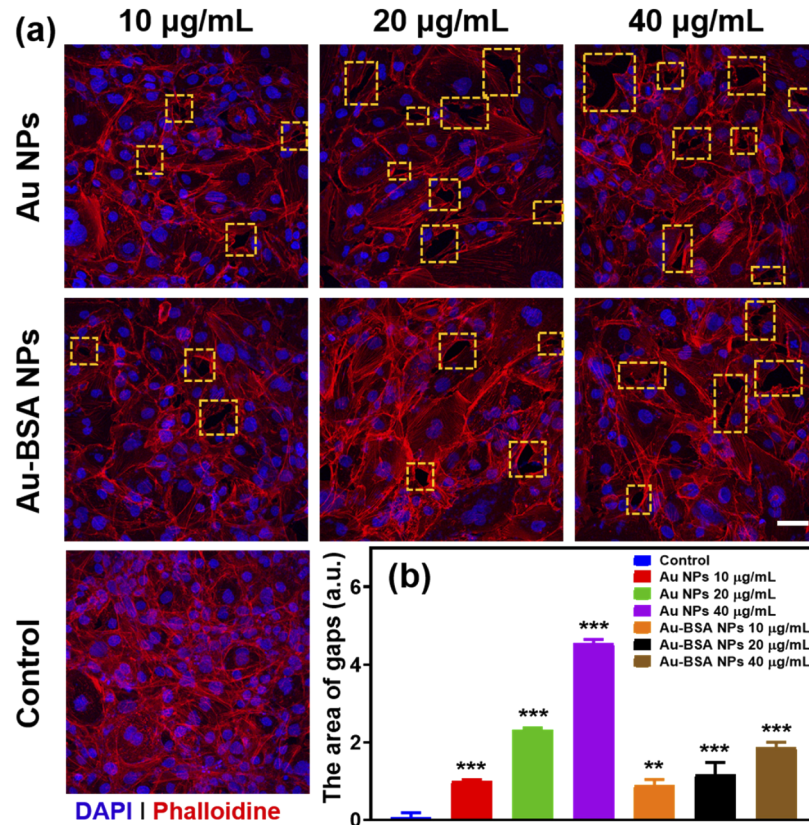 (a)
10 µg/mL
20 µg/mL
40 µg/mL
Au NPs
Au-BSA NPs
Control
DAPI | Phalloidine
(b)
The area of gaps (a.u.)
6
4
2
0
Control
Au NPs 10 µg/mL
Au NPs 20 µg/mL
Au NPs 40 µg/mL
Au-BSA NPs 10 µg/mL
Au-BSA NPs 20 µg/mL
Au-BSA NPs 40 µg/mL
***
***
***
**
***
***